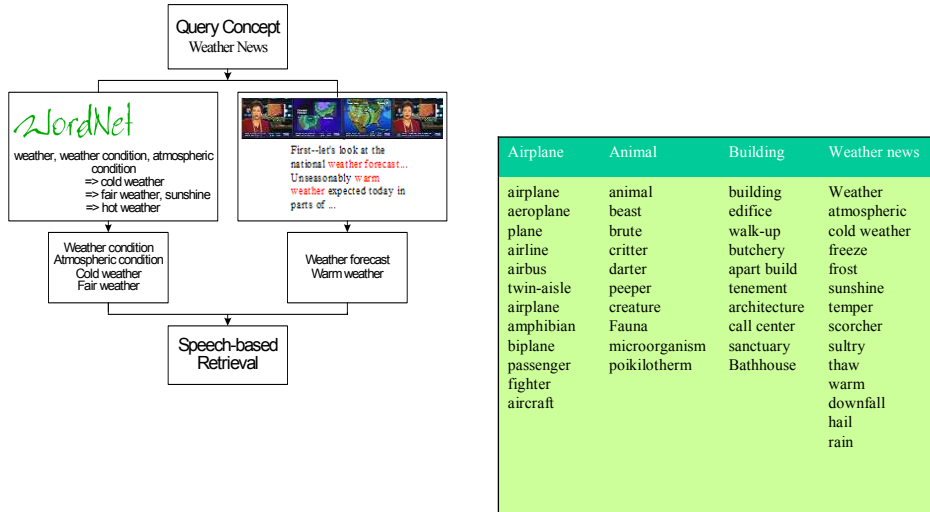 Query Concept
Weather News
WordNet
weather, weather condition, atmospheric
condition
=> cold weather
=> fair weather, sunshine
=> hot weather
First--let's look at the
national weather forecast...
Unseasonably warm
weather expected today in
parts of ...
Weather condition
Atmospheric condition
Cold weather
Fair weather
Weather forecast
Warm weather
Speech-based
Retrieval
Airplane Animal Building Weather news
airplane animal building Weather
aeroplane beast edifice atmospheric
plane brute walk-up cold weather
airline critter butchery freeze
airbus darter apart build frost
twin-aisle peeper tenement sunshine
airplane creature architecture temper
amphibian Fauna call center scorcher
biplane microorganism sanctuary sultry
passenger poikilotherm Bathhouse thaw
fighter warm
aircraft downfall
hail
rain